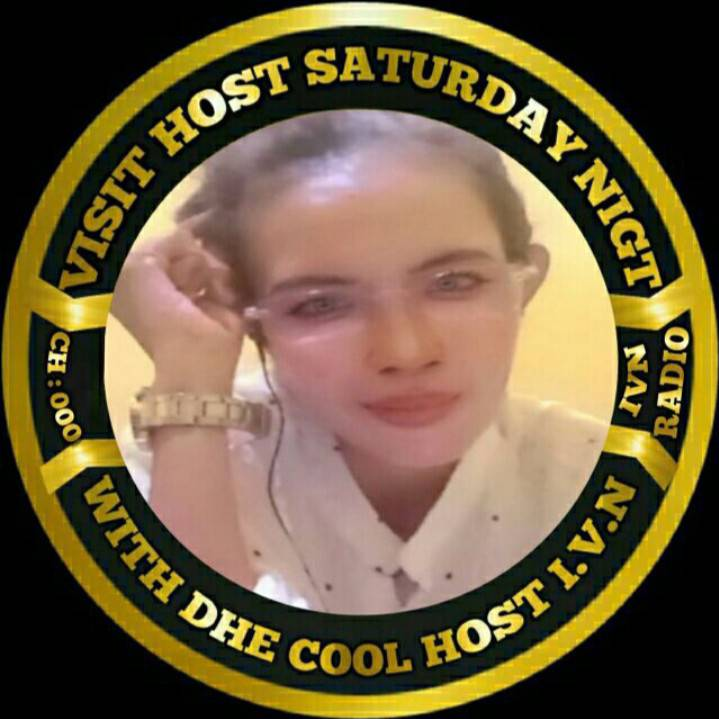 VISIT HOST SATURDAY NIGT
CH : 000
IVN
RADIO
WITH DHE COOL HOST I.V.N